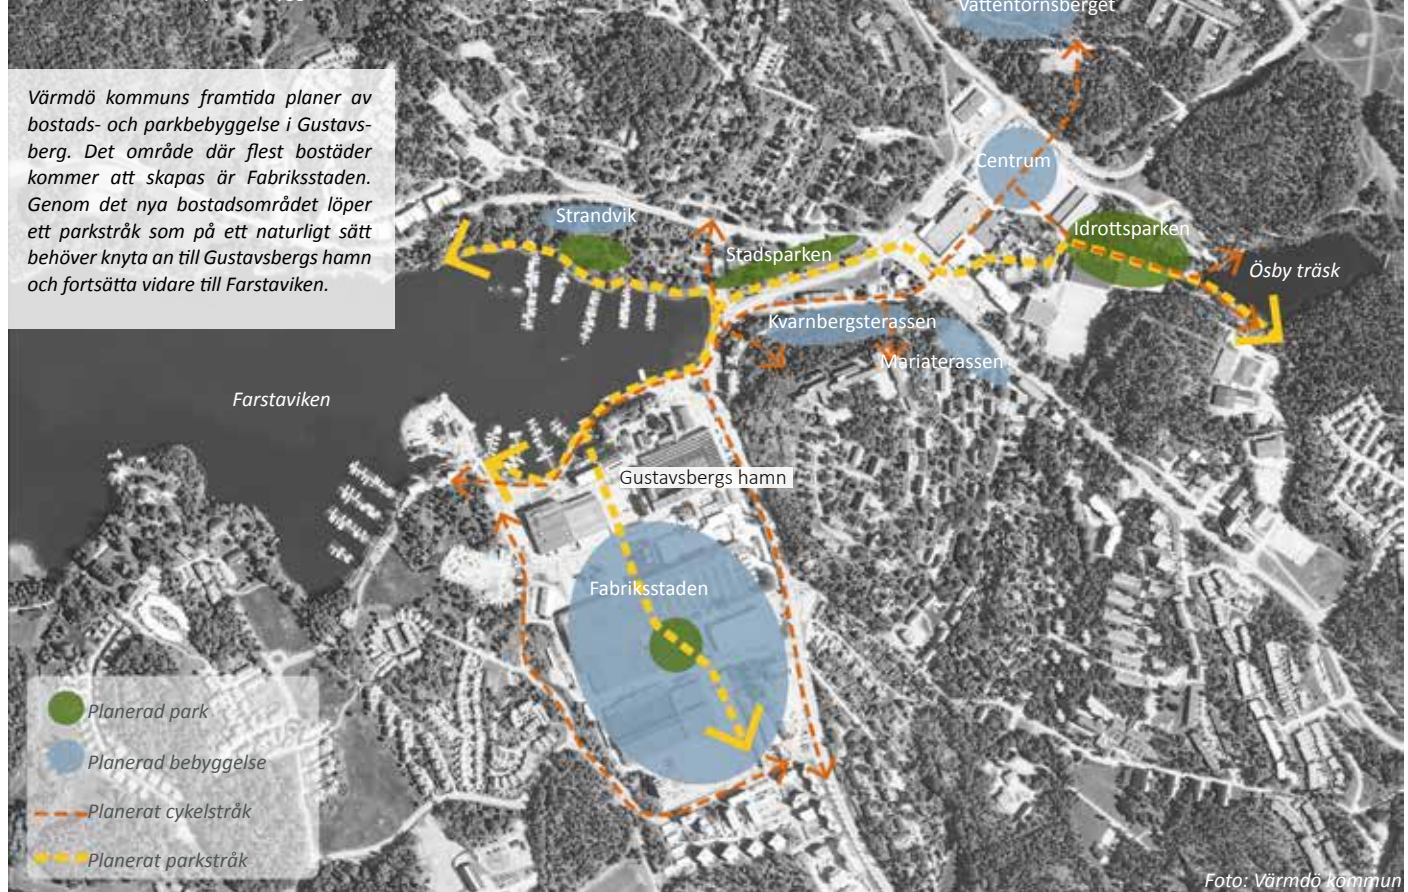 Vattentornsberget
Värmdö kommuns framtida planer av
bostads- och parkbebyggelse i Gustavs-
berg. Det område där flest bostäder
kommer att skapas är Fabriksstaden.
Genom det nya bostadsområdet löper
ett parkstråk som på ett naturligt sätt
behöver knyta an till Gustavsbergs hamn
och fortsätta vidare till Farstaviken.
Centrum
Strandvik
Idrottsparken
Stadsparken
Ösby träsk
Kvarnbergsterassen
Mariaterassen
Farstaviken
Gustavsbergs hamn
Fabriksstaden
Planerad park
Planerad bebyggelse
Planerat cykelstråk
Planerat parkstråk
Foto: Värmdö kommun